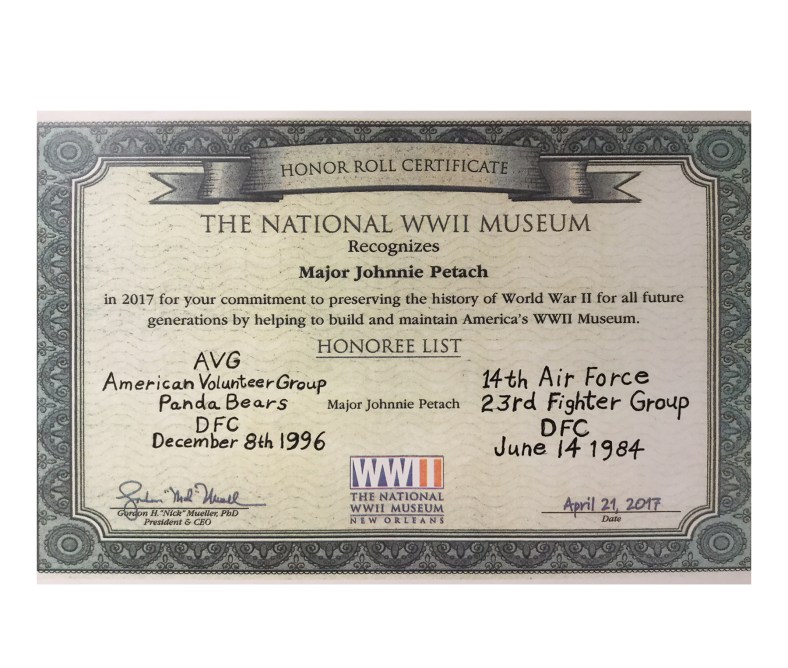 HONOR ROLL CERTIFICATE
THE NATIONAL WWII MUSEUM
Recognizes
Major Johnnie Petach
in 2017 for your commitment to preserving the history of World War II for all future
generations by helping to build and maintain America's WWII Museum.
HONOREE LIST
AVG
American Volunteer Group
Panda Bears
DFC
December 8th 1996
Major Johnnie Petach
14th Air Force
23rd Fighter Group
DFC
June 14 1984
Gordon "Nick" Mueller
Gordon H. "Nick" Mueller, PhD
President & CEO
WWII
THE NATIONAL
WWII MUSEUM
NEW ORLEANS
April 21, 2017
Date